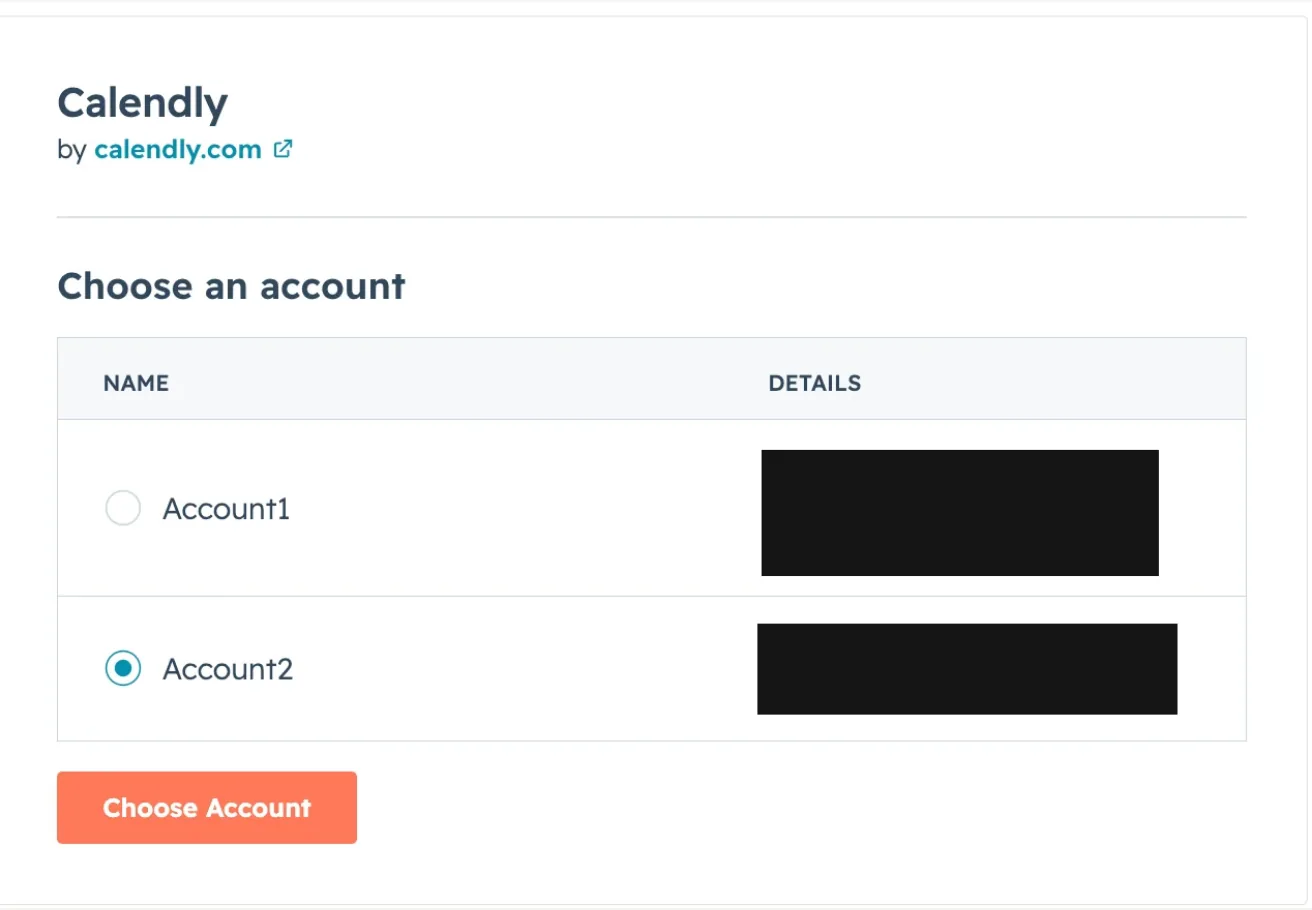 Calendly
by calendly.com
Choose an account
NAME DETAILS
Account1
Account2
Choose Account